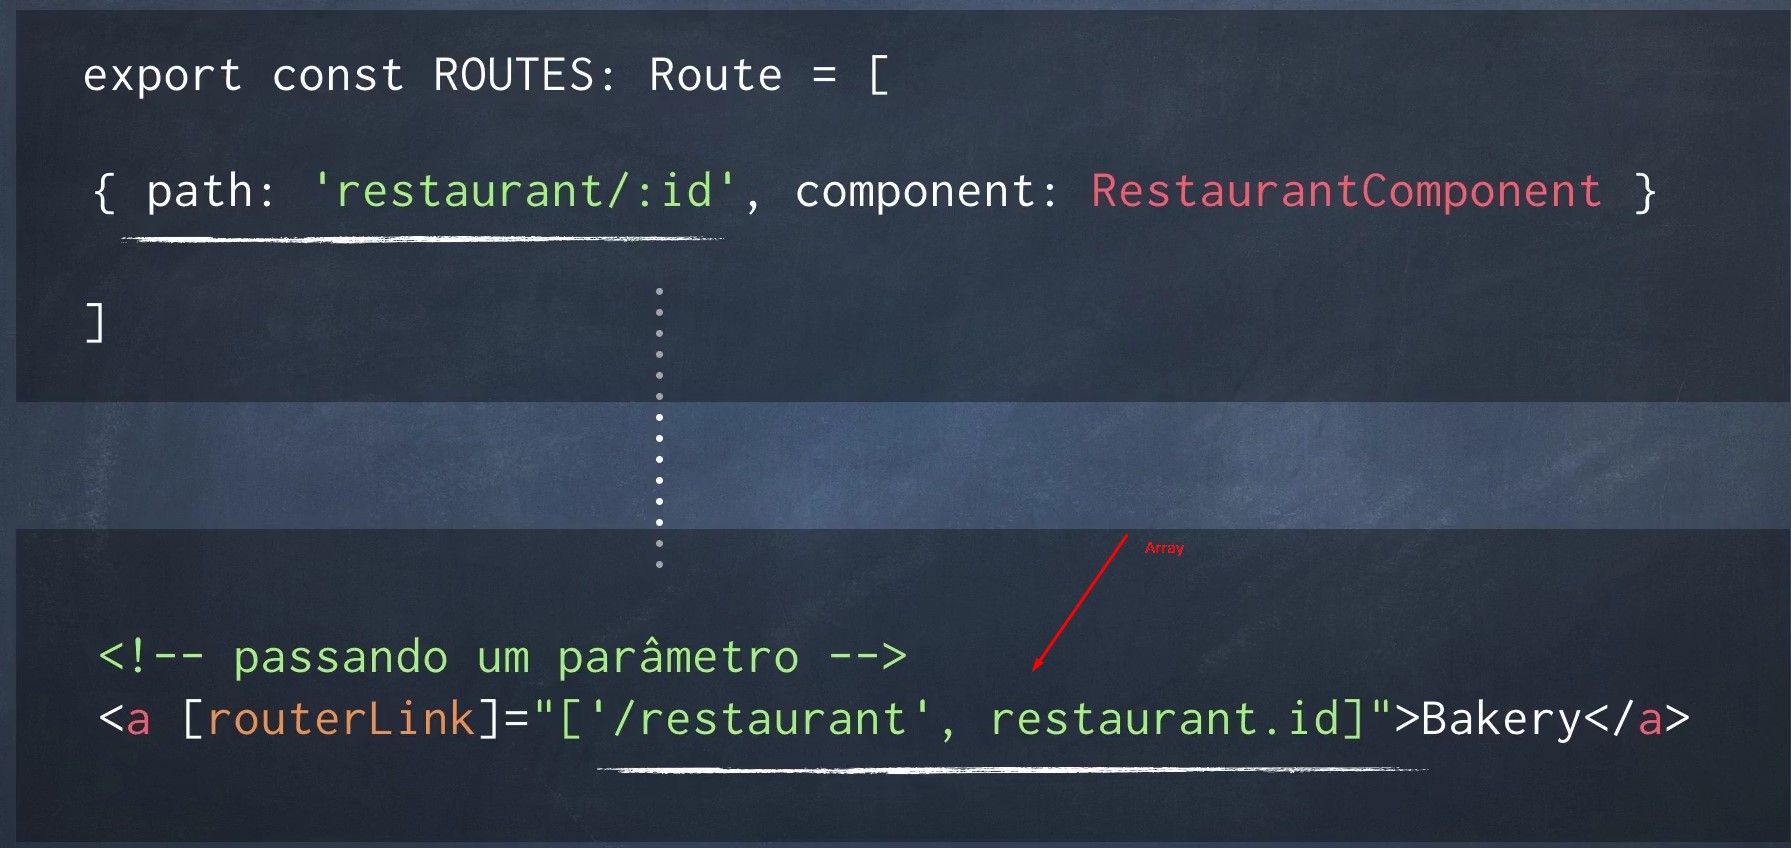 export const ROUTES: Route = [
{ path: 'restaurant/:id', component: RestaurantComponent }
]
Array
<!-- passando um parâmetro -->
<a [routerLink]="['/restaurant', restaurant.id]">Bakery</a>